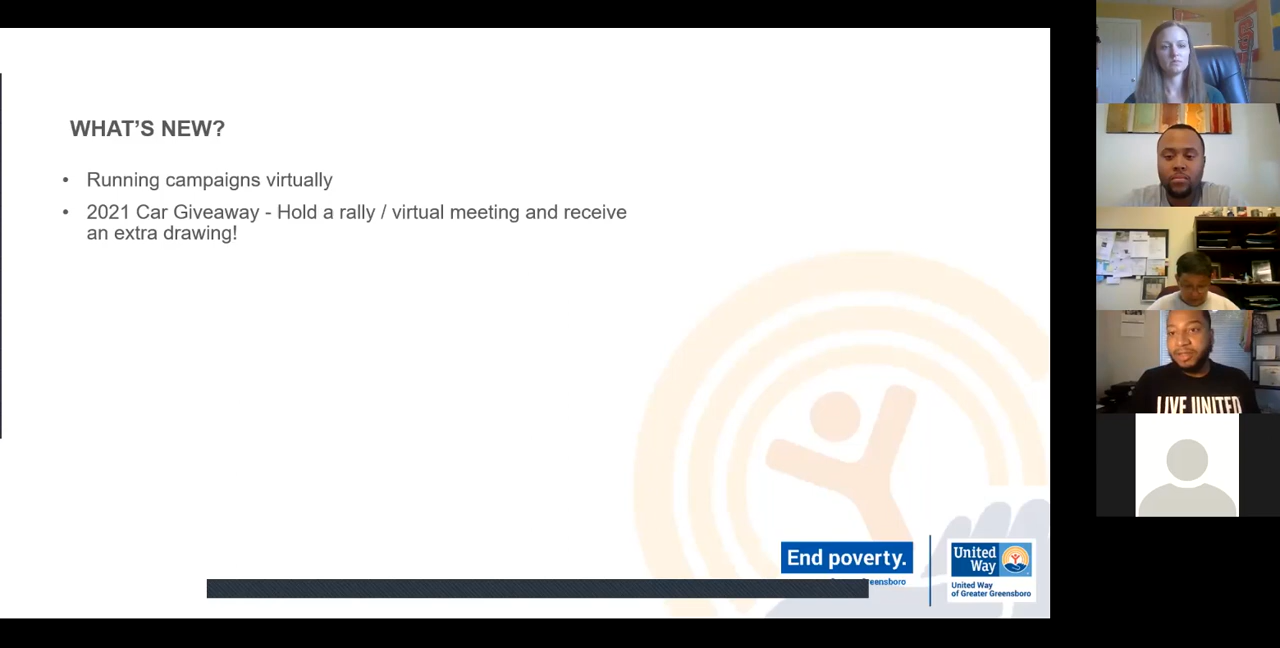 WHAT'S NEW?
• Running campaigns virtually
• 2021 Car Giveaway - Hold a rally / virtual meeting and receive
an extra drawing!
End poverty.
United
Way
United Way
of Greater Greensboro
LIVE UNITED